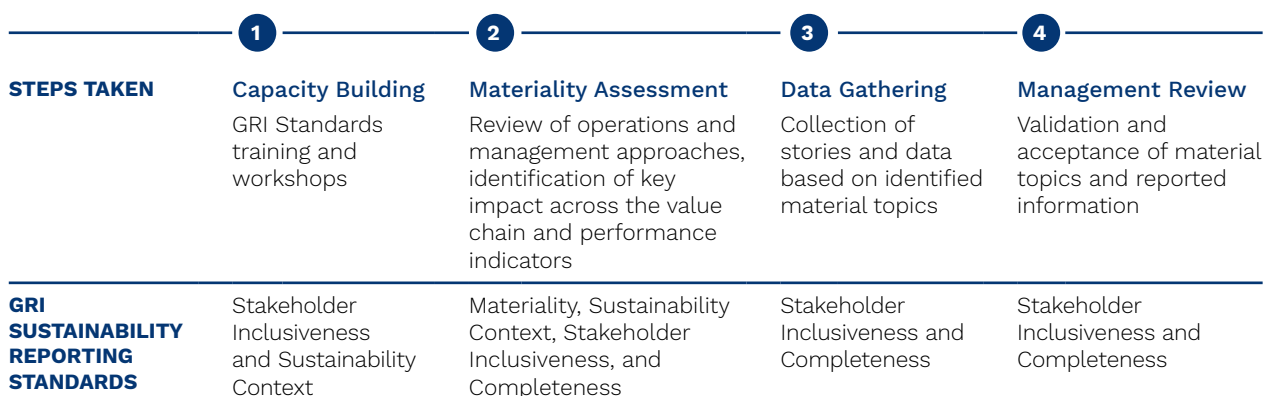 1
2
3
4
STEPS TAKEN
Capacity Building
GRI Standards
training and
workshops
Materiality Assessment
Review of operations and
management approaches,
identification of key
impact across the value
chain and performance
indicators
Data Gathering
Collection of
stories and data
based on identified
material topics
Management Review
Validation and
acceptance of material
topics and reported
information
GRI
SUSTAINABILITY
REPORTING
STANDARDS
Stakeholder
Inclusiveness
and Sustainability
Context
Materiality, Sustainability
Context, Stakeholder
Inclusiveness, and
Completeness
Stakeholder
Inclusiveness and
Completeness
Stakeholder
Inclusiveness and
Completeness